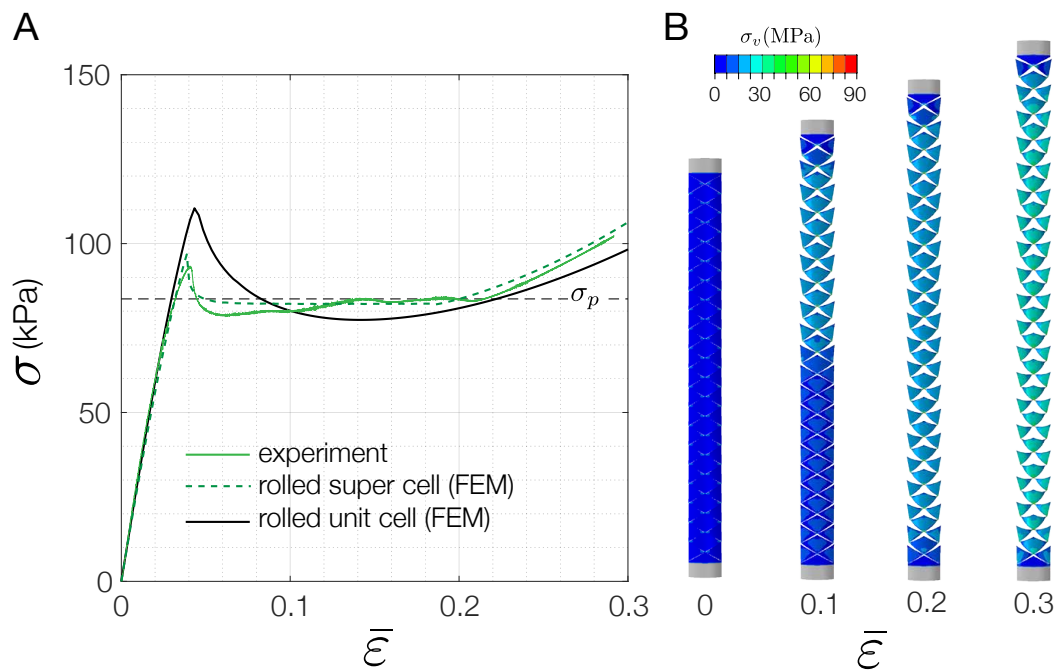 A
B
150
100
50
0
0
0.1
0.2
0.3
σ (kPa)
ε̅
σₚ
experiment
rolled super cell (FEM)
rolled unit cell (FEM)
σᵥ(MPa)
0 30 60 90
0 0.1 0.2 0.3
ε̅